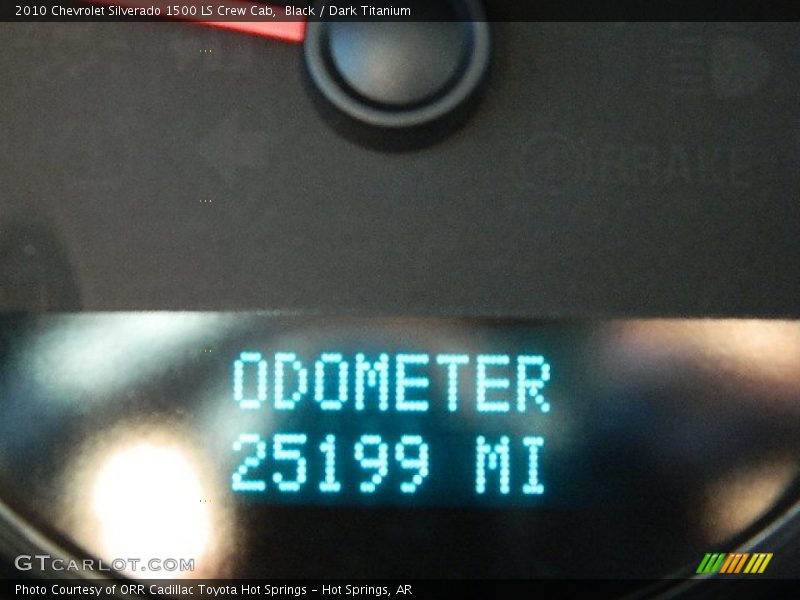 2010 Chevrolet Silverado 1500 LS Crew Cab, Black / Dark Titanium
BRAKE
ODOMETER
25199 MI
GTCARLOT.COM
Photo Courtesy of ORR Cadillac Toyota Hot Springs - Hot Springs, AR